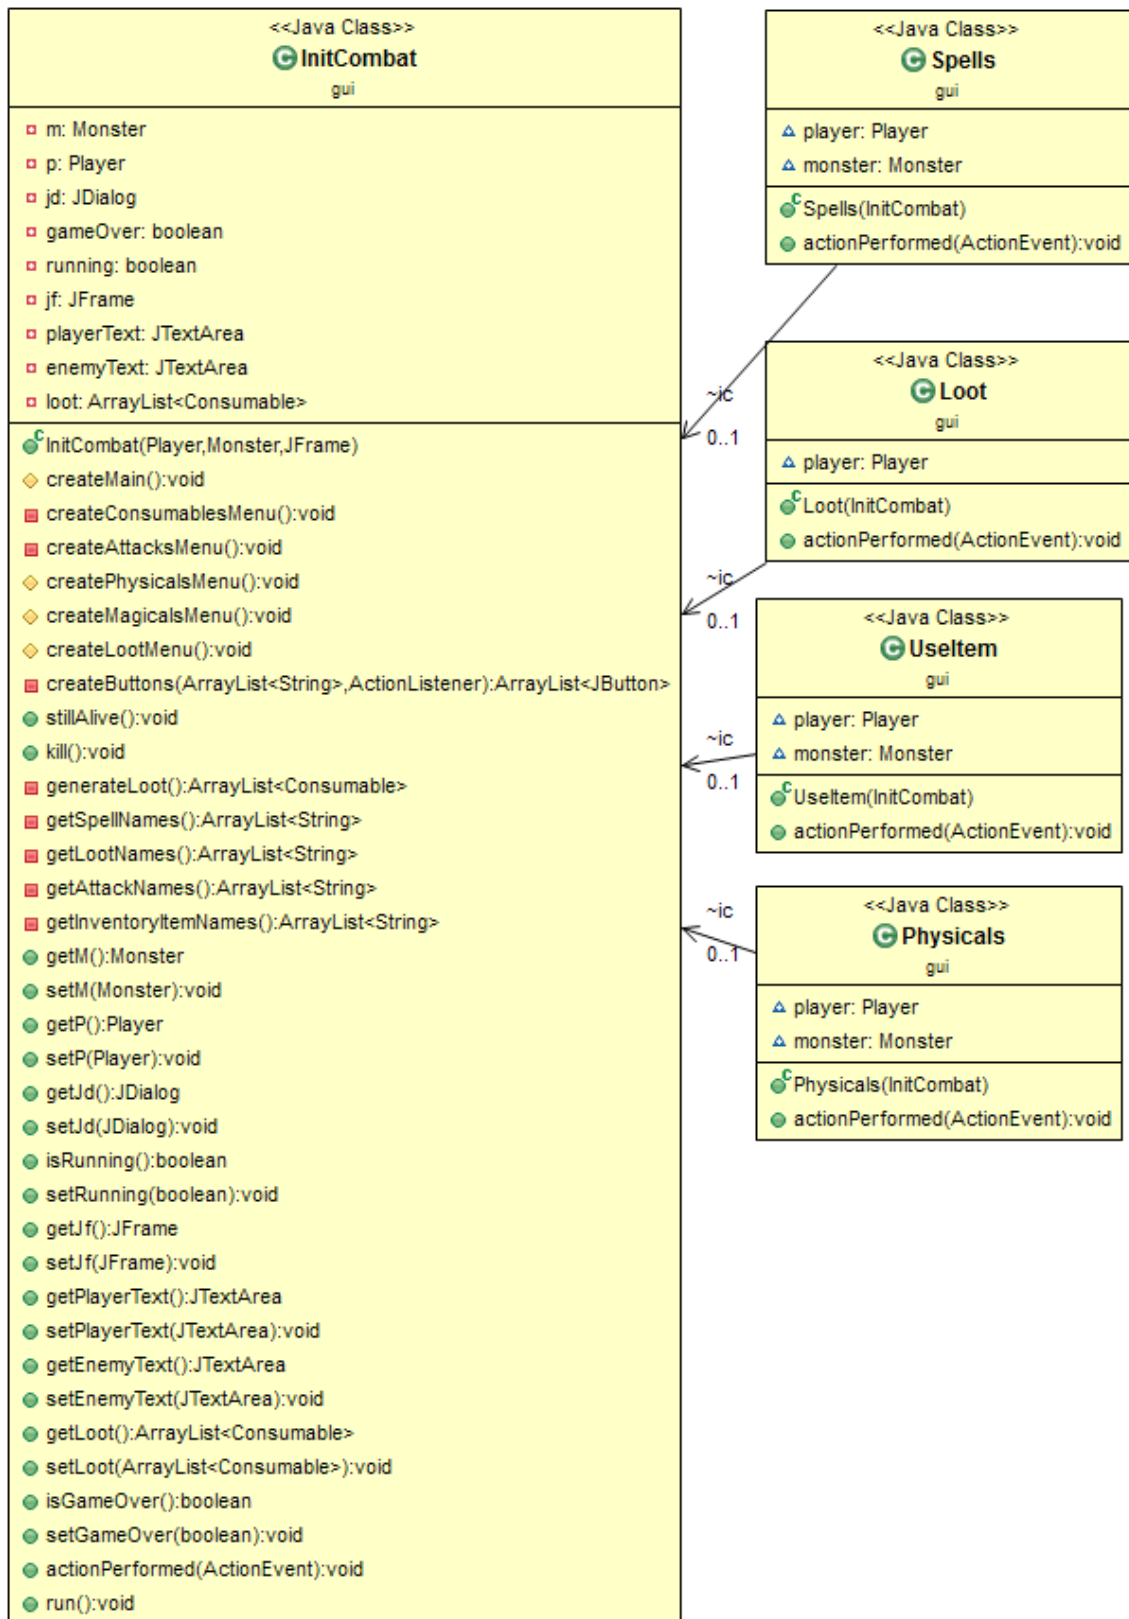 <<Java Class>>
InitCombat
gui
m: Monster
p: Player
jd: JDialog
gameOver: boolean
running: boolean
jf: JFrame
playerText: JTextArea
enemyText: JTextArea
loot: ArrayList<Consumable>
InitCombat(Player,Monster,JFrame)
createMain():void
createConsumablesMenu():void
createAttacksMenu():void
createPhysicalsMenu():void
createMagicalsMenu():void
createLootMenu():void
createButtons(ArrayList<String>,ActionListener):ArrayList<JButton>
stillAlive():void
kill():void
generateLoot():ArrayList<Consumable>
getSpellNames():ArrayList<String>
getLootNames():ArrayList<String>
getAttackNames():ArrayList<String>
getInventoryItemNames():ArrayList<String>
getM():Monster
setM(Monster):void
getP():Player
setP(Player):void
getJd():JDialog
setJd(JDialog):void
isRunning():boolean
setRunning(boolean):void
getJf():JFrame
setJf(JFrame):void
getPlayerText():JTextArea
setPlayerText(JTextArea):void
getEnemyText():JTextArea
setEnemyText(JTextArea):void
getLoot():ArrayList<Consumable>
setLoot(ArrayList<Consumable>):void
isGameOver():boolean
setGameOver(boolean):void
actionPerformed(ActionEvent):void
run():void
<<Java Class>>
Spells
gui
player: Player
monster: Monster
Spells(InitCombat)
actionPerformed(ActionEvent):void
~ic
0..1
<<Java Class>>
Loot
gui
player: Player
Loot(InitCombat)
actionPerformed(ActionEvent):void
~ic
0..1
<<Java Class>>
UseItem
gui
player: Player
monster: Monster
UseItem(InitCombat)
actionPerformed(ActionEvent):void
~ic
0..1
<<Java Class>>
Physicals
gui
player: Player
monster: Monster
Physicals(InitCombat)
actionPerformed(ActionEvent):void
~ic
0..1